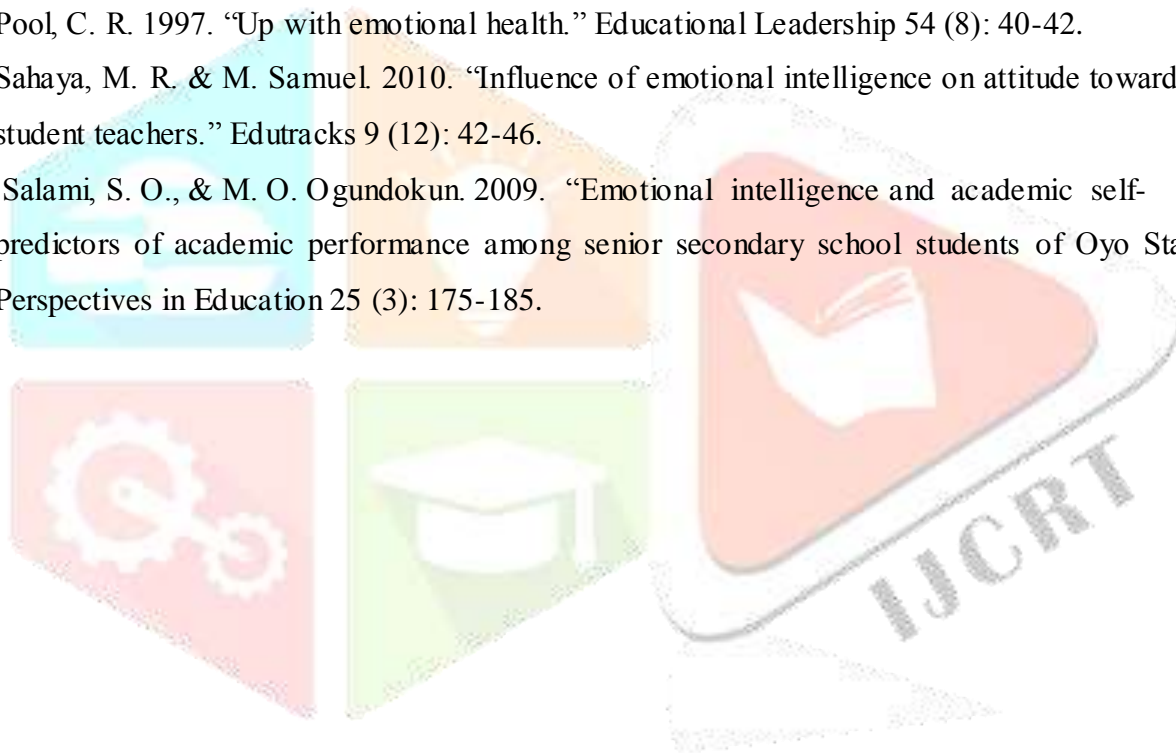 Pool, C. R. 1997. “Up with emotional health.” Educational Leadership 54 (8): 40-42.
Sahaya, M. R. & M. Samuel. 2010. “Influence of emotional intelligence on attitude toward
student teachers.” Edutracks 9 (12): 42-46.
Salami, S. O., & M. O. Ogundokun. 2009. “Emotional intelligence and academic self-
predictors of academic performance among senior secondary school students of Oyo Sta
Perspectives in Education 25 (3): 175-185.
IJCRT